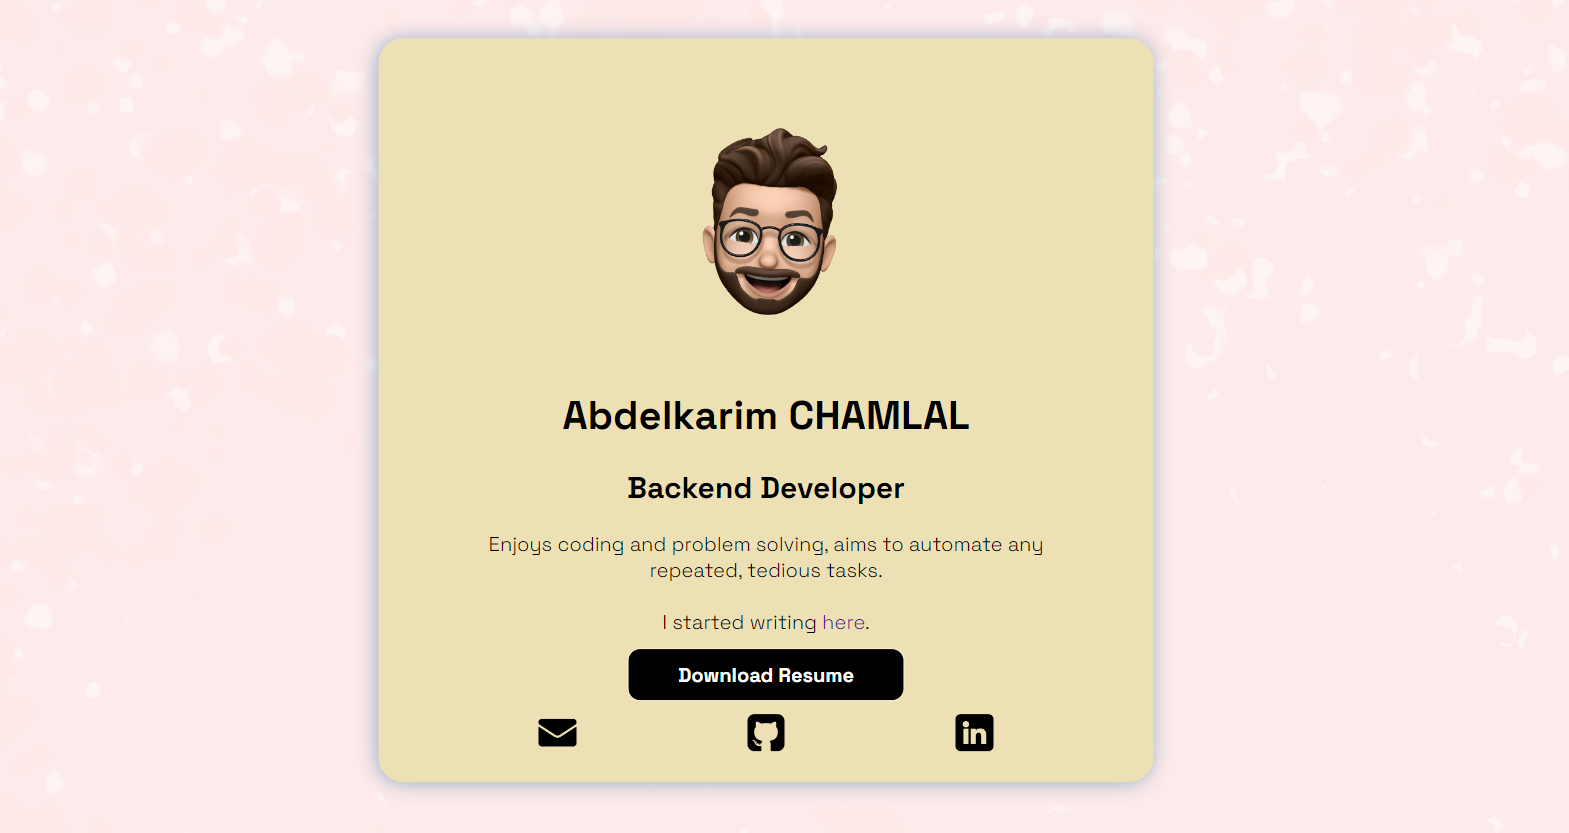 Abdelkarim CHAMLAL
Backend Developer
Enjoys coding and problem solving, aims to automate any
repeated, tedious tasks.
I started writing here.
Download Resume
in